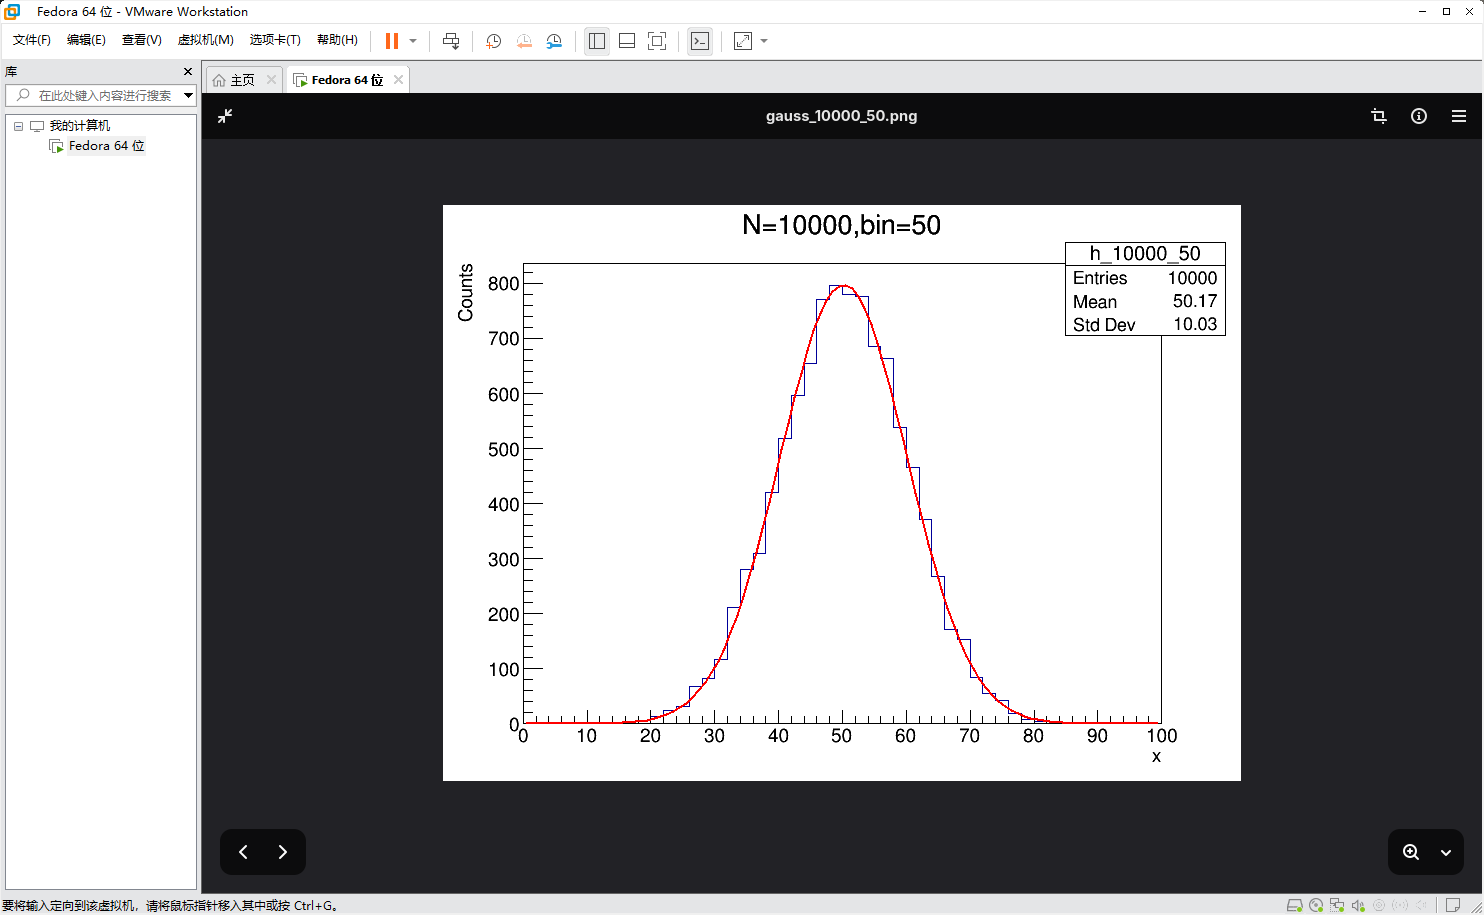 Fedora 64 位 - VMware Workstation
文件(F) 编辑(E) 查看(V) 虚拟机(M) 选项卡(T) 帮助(H)
库
主页
Fedora 64 位
在此处键入内容进行搜索
我的计算机
Fedora 64 位
gauss_10000_50.png
N=10000,bin=50
h_10000_50
Entries 10000
Mean 50.17
Std Dev 10.03
Counts
800
700
600
500
400
300
200
100
0
0 10 20 30 40 50 60 70 80 90 100
x
要将输入定向到该虚拟机，请将鼠标指针移入其中或按 Ctrl+G。